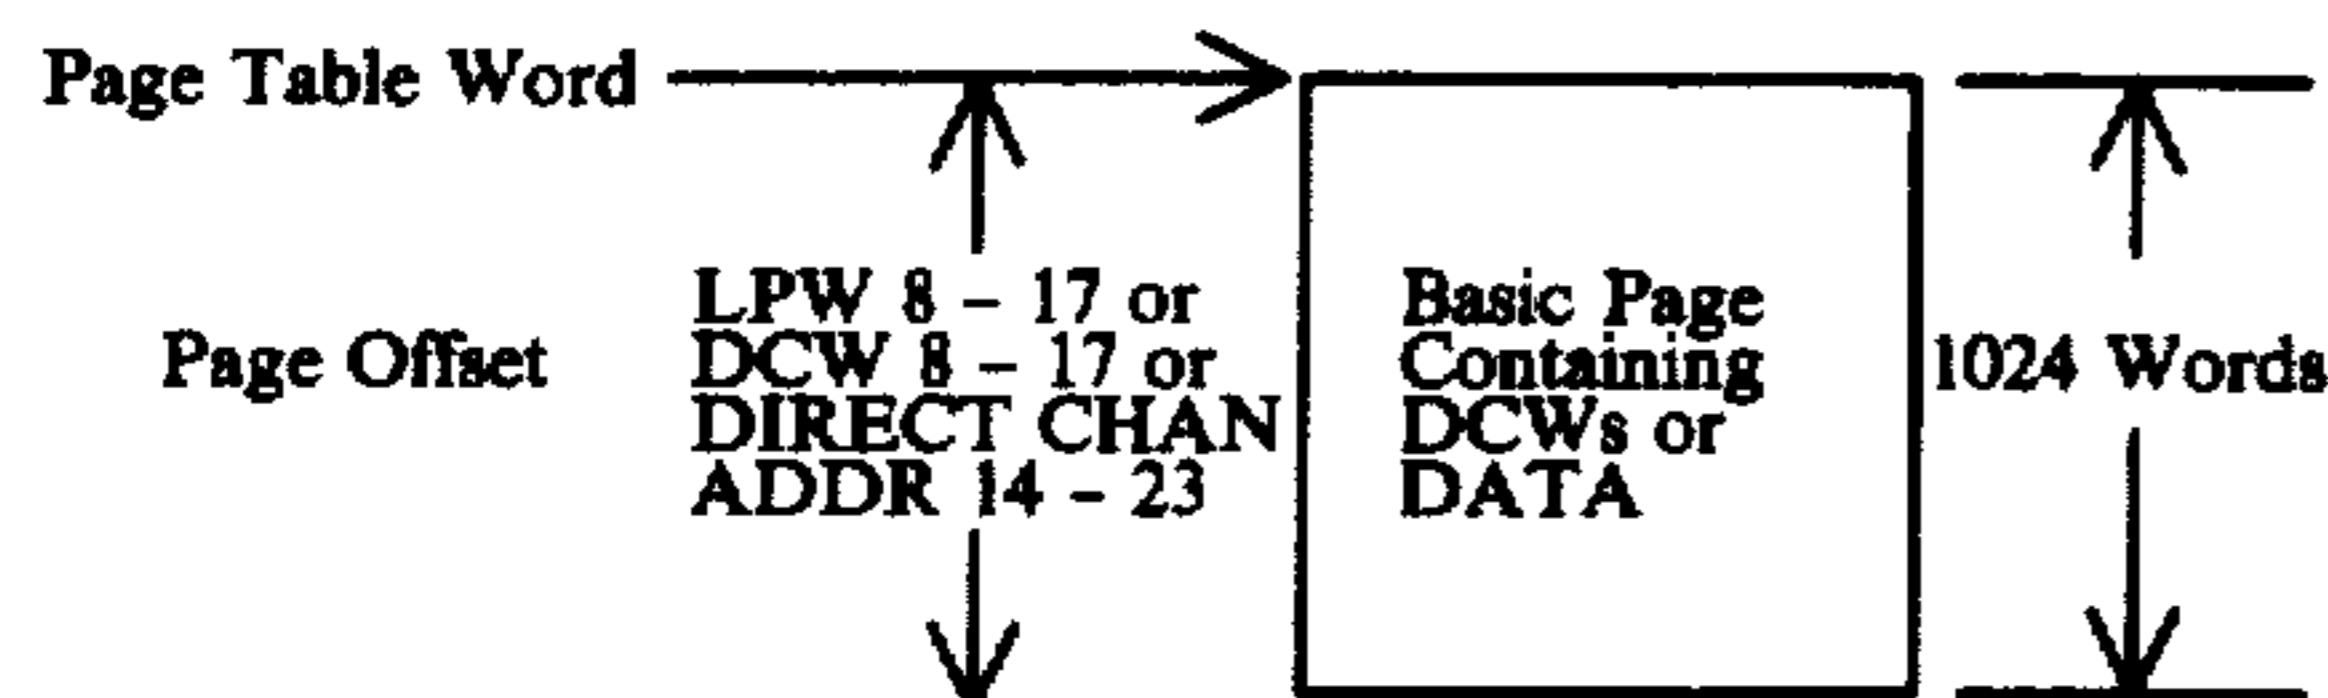 Page Table Word
Page Offset
LPW 8 – 17 or
DCW 8 – 17 or
DIRECT CHAN
ADDR 14 – 23
Basic Page
Containing
DCWs or
DATA
1024 Words